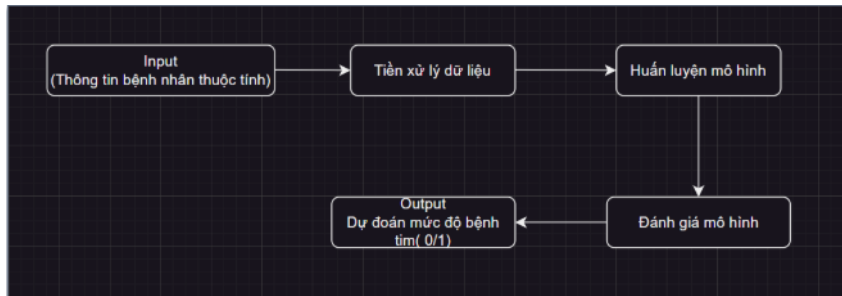 Input
(Thông tin bệnh nhân thuộc tính)
Tiền xử lý dữ liệu
Huấn luyện mô hình
Output
Dự đoán mức độ bệnh
tim( 0/1)
Đánh giá mô hình